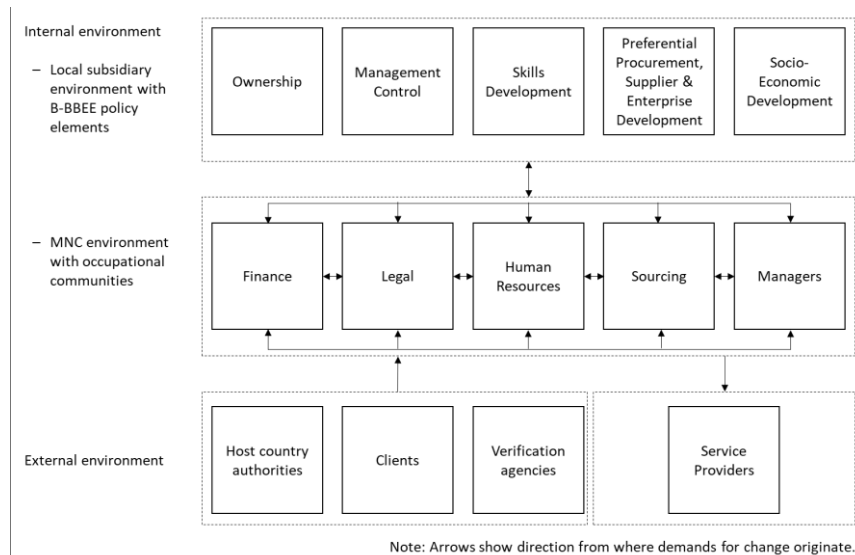 Internal environment
– Local subsidiary
environment with
B-BBEE policy
elements
Ownership
Management
Control
Skills
Development
Preferential
Procurement,
Supplier &
Enterprise
Development
Socio-
Economic
Development
– MNC environment
with occupational
communities
Finance
Legal
Human
Resources
Sourcing
Managers
External environment
Host country
authorities
Clients
Verification
agencies
Service
Providers
Note: Arrows show direction from where demands for change originate.